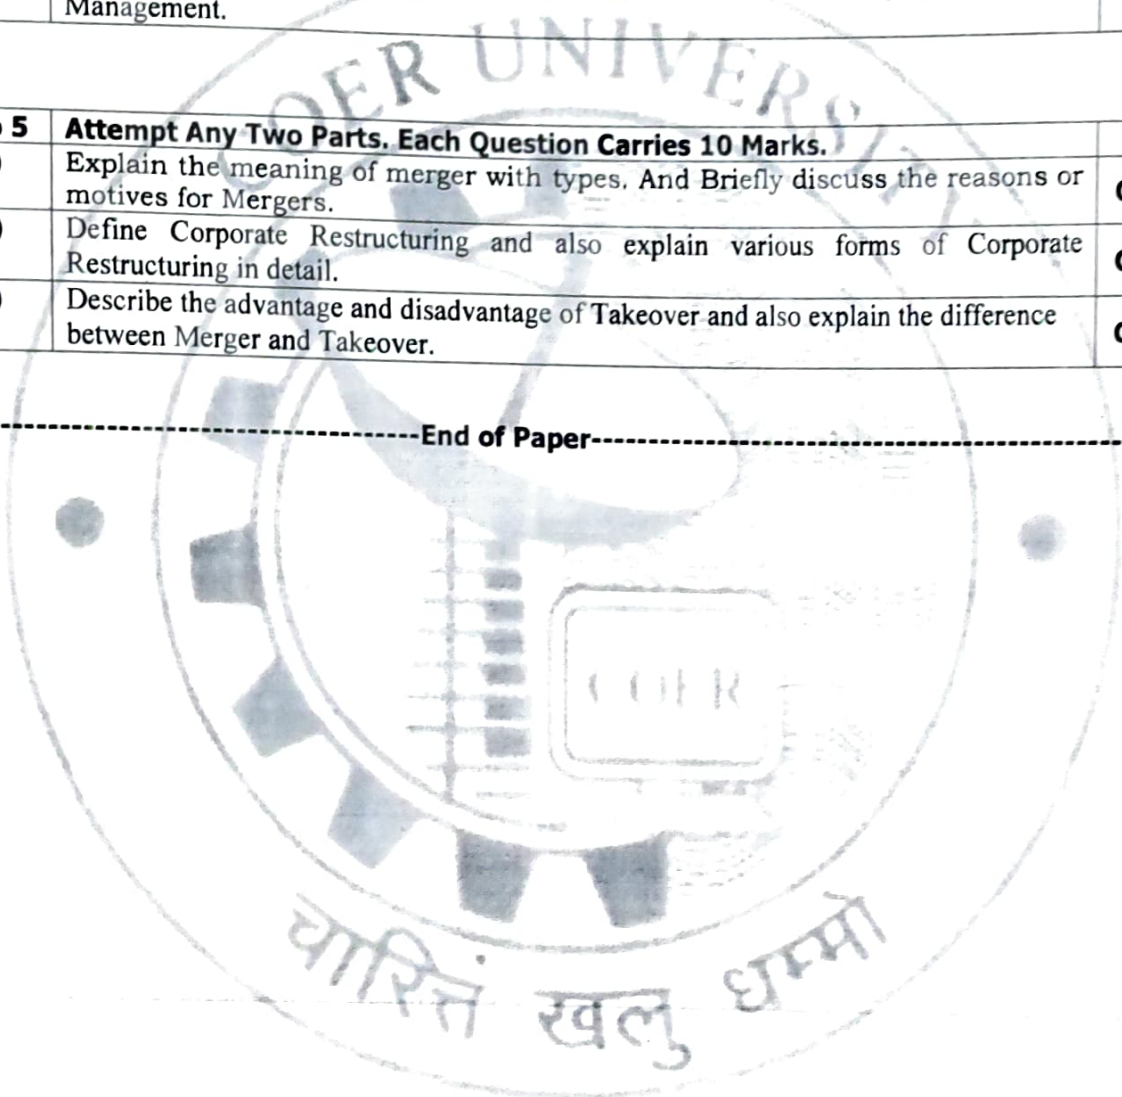 Management.
COER UNIVERSITY
5 Attempt Any Two Parts. Each Question Carries 10 Marks.
) Explain the meaning of merger with types. And Briefly discuss the reasons or
motives for Mergers.
) Define Corporate Restructuring and also explain various forms of Corporate
Restructuring in detail.
) Describe the advantage and disadvantage of Takeover and also explain the difference
between Merger and Takeover.
-----------------------------------End of Paper-----------------------------------------------
COER
चारित्तं खलु धम्मो